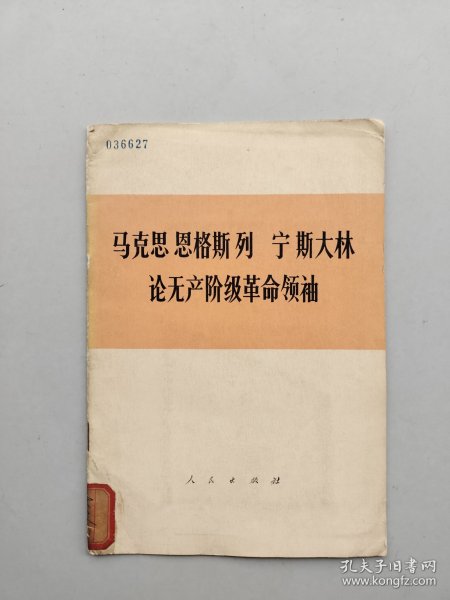 036627
马克思 恩格斯 列 宁 斯大林
论无产阶级革命领袖
人民出版社
孔夫子旧书网
www.kongfz.com